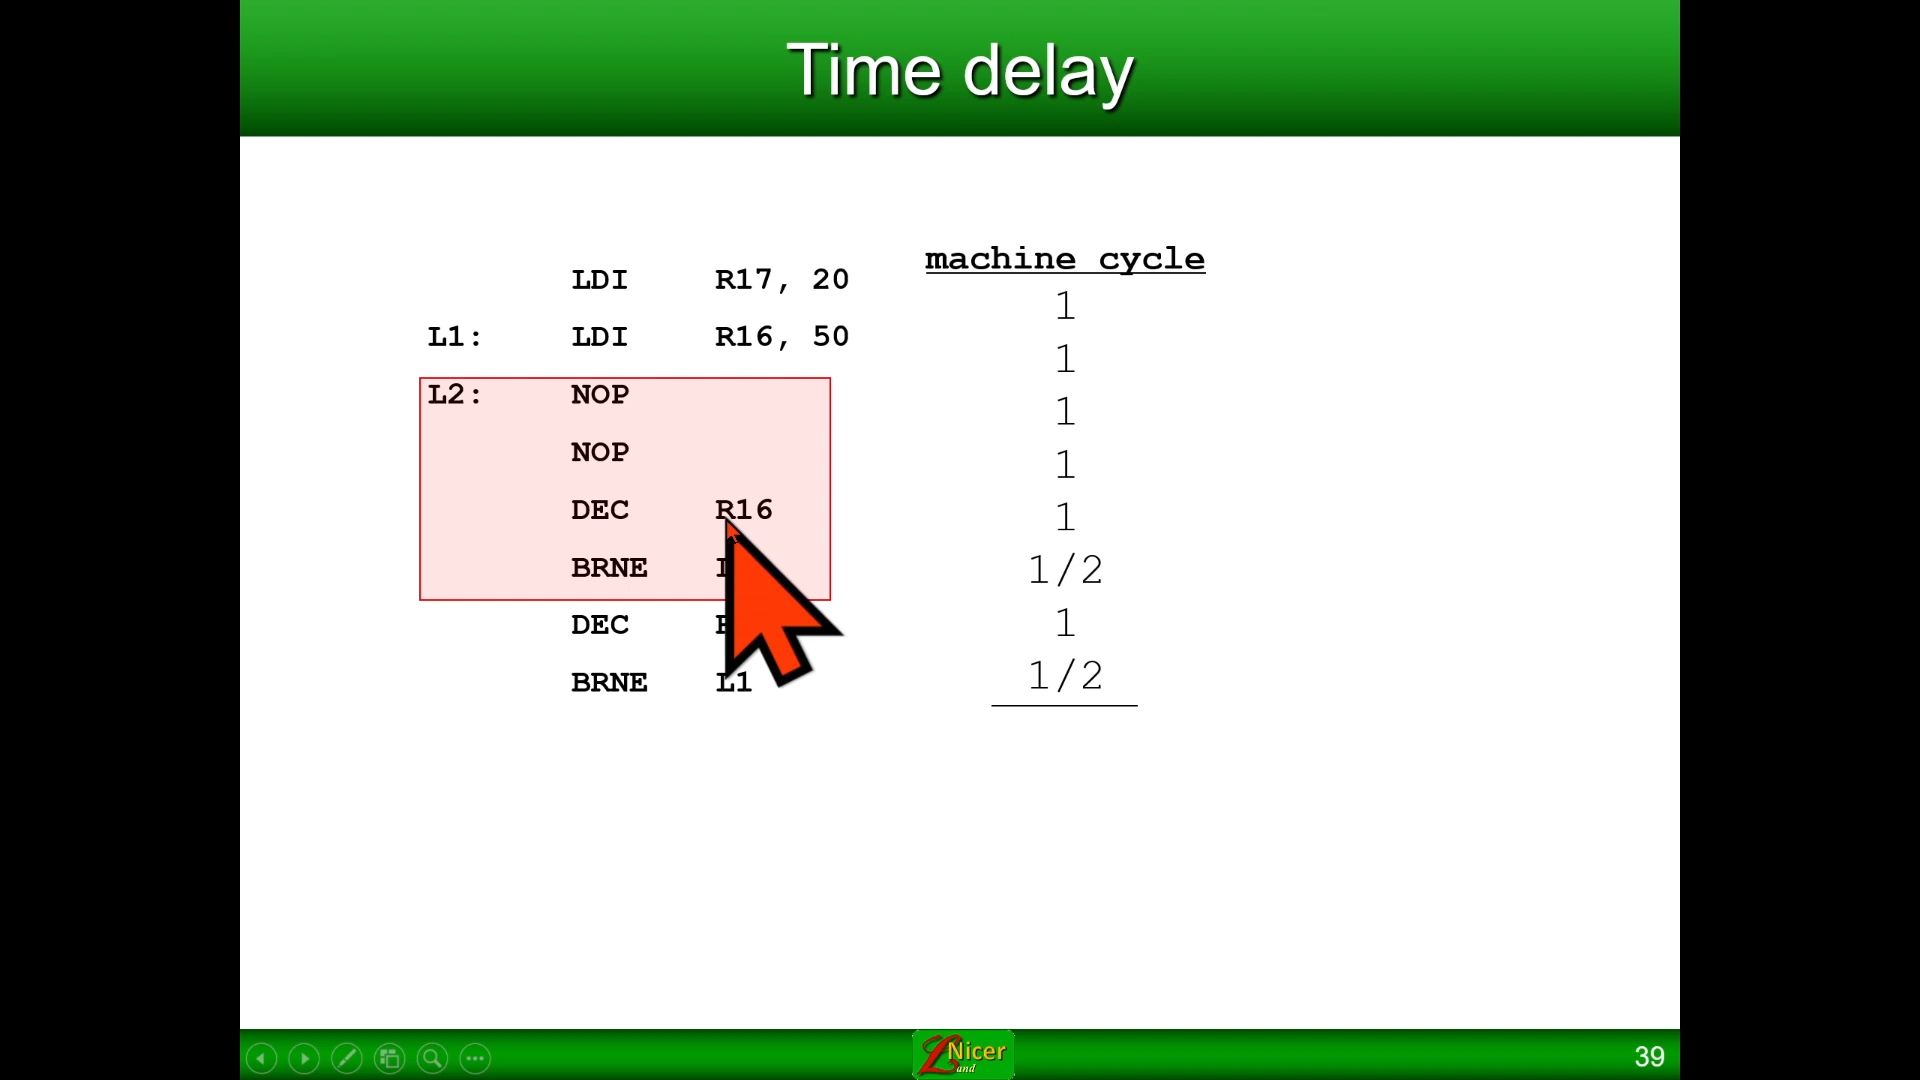 Time delay
machine cycle
LDI R17, 20 1
L1: LDI R16, 50 1
L2: NOP 1
NOP 1
DEC R16 1
BRNE 1/2
DEC 1
BRNE L1 1/2
Nicer
Land
39